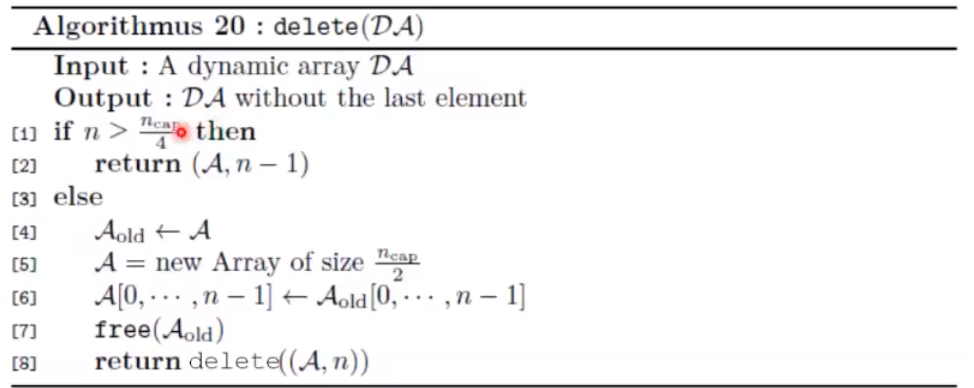 Algorithmus 20 : delete(𝒟𝒜)
Input : A dynamic array 𝒟𝒜
Output : 𝒟𝒜 without the last element
[1] if n > n_cap/4 then
[2] return (𝒜, n − 1)
[3] else
[4] 𝒜_old ← 𝒜
[5] 𝒜 = new Array of size n_cap/2
[6] 𝒜[0, ⋯ , n − 1] ← 𝒜_old[0, ⋯ , n − 1]
[7] free(𝒜_old)
[8] return delete((𝒜, n))